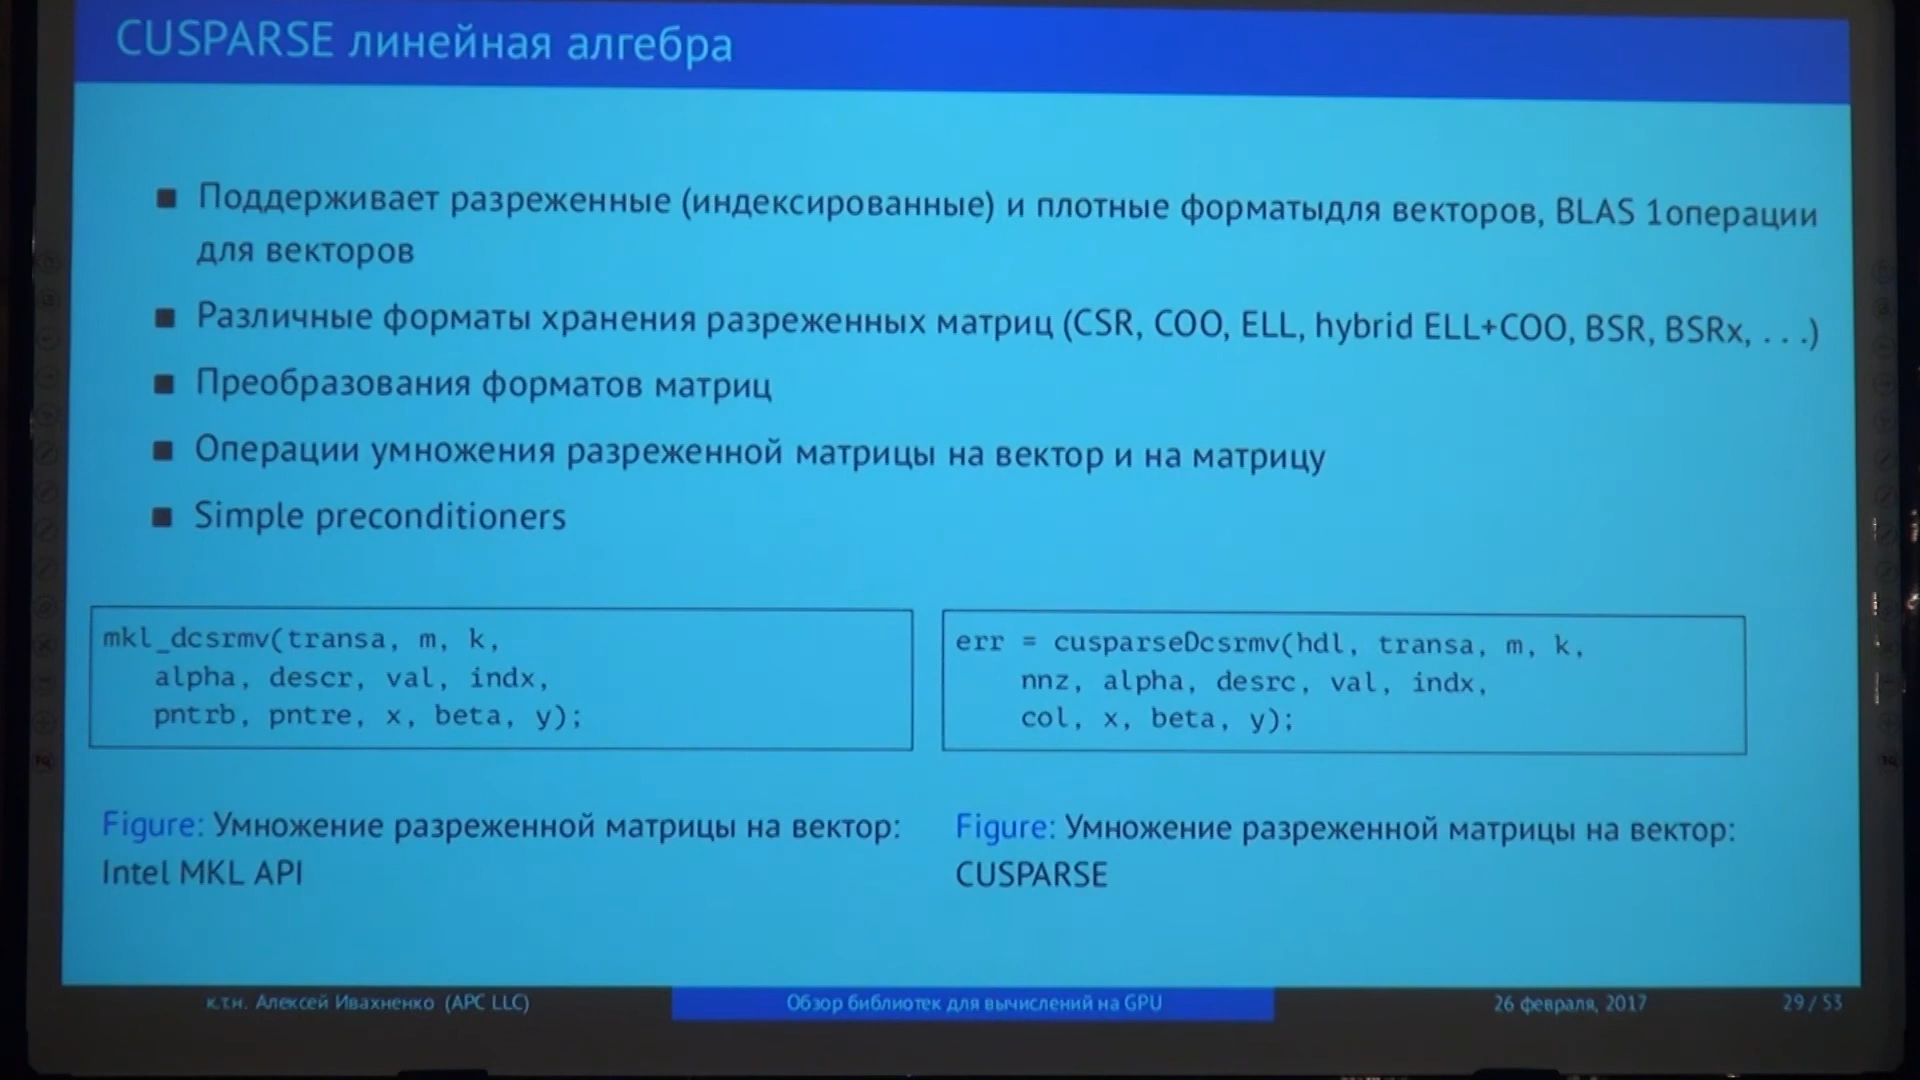 CUSPARSE линейная алгебра
Поддерживает разреженные (индексированные) и плотные форматыдля векторов, BLAS 1операции
для векторов
Различные форматы хранения разреженных матриц (CSR, COO, ELL, hybrid ELL+COO, BSR, BSRx, . . .)
Преобразования форматов матриц
Операции умножения разреженной матрицы на вектор и на матрицу
Simple preconditioners
mkl_dcsrmv(transa, m, k,
alpha, descr, val, indx,
pntrb, pntre, x, beta, y);
err = cusparseDcsrmv(hdl, transa, m, k,
nnz, alpha, desrc, val, indx,
col, x, beta, y);
Figure: Умножение разреженной матрицы на вектор:
Intel MKL API
Figure: Умножение разреженной матрицы на вектор:
CUSPARSE
к.т.н. Алексей Ивахненко (APC LLC)
Обзор библиотек для вычислений на GPU
26 февраля, 2017
29 / 53